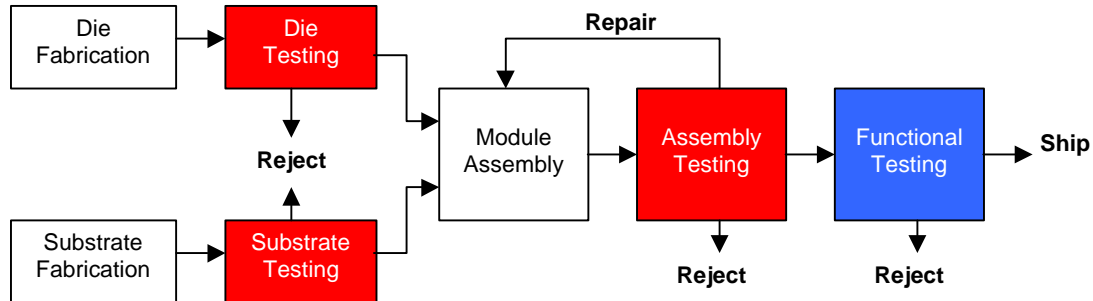 Die
Fabrication
Die
Testing
Repair
Reject
Module
Assembly
Assembly
Testing
Functional
Testing
Ship
Substrate
Fabrication
Substrate
Testing
Reject
Reject